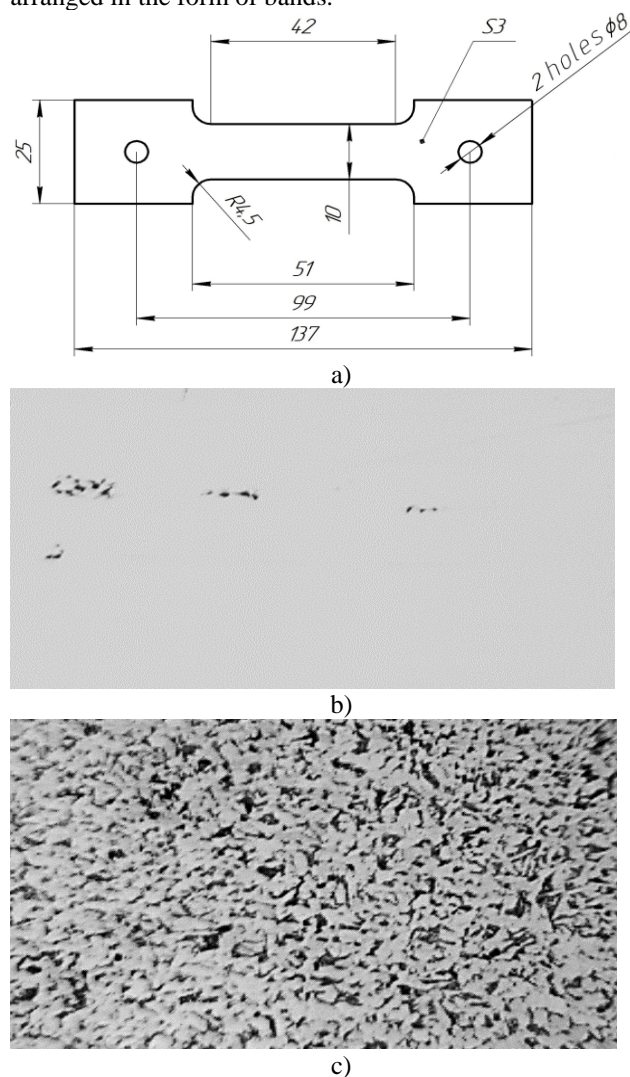 arranged in the form of bands.
42
S3
2 holes ϕ8
25
R4,5
10
51
99
137
a)
b)
c)